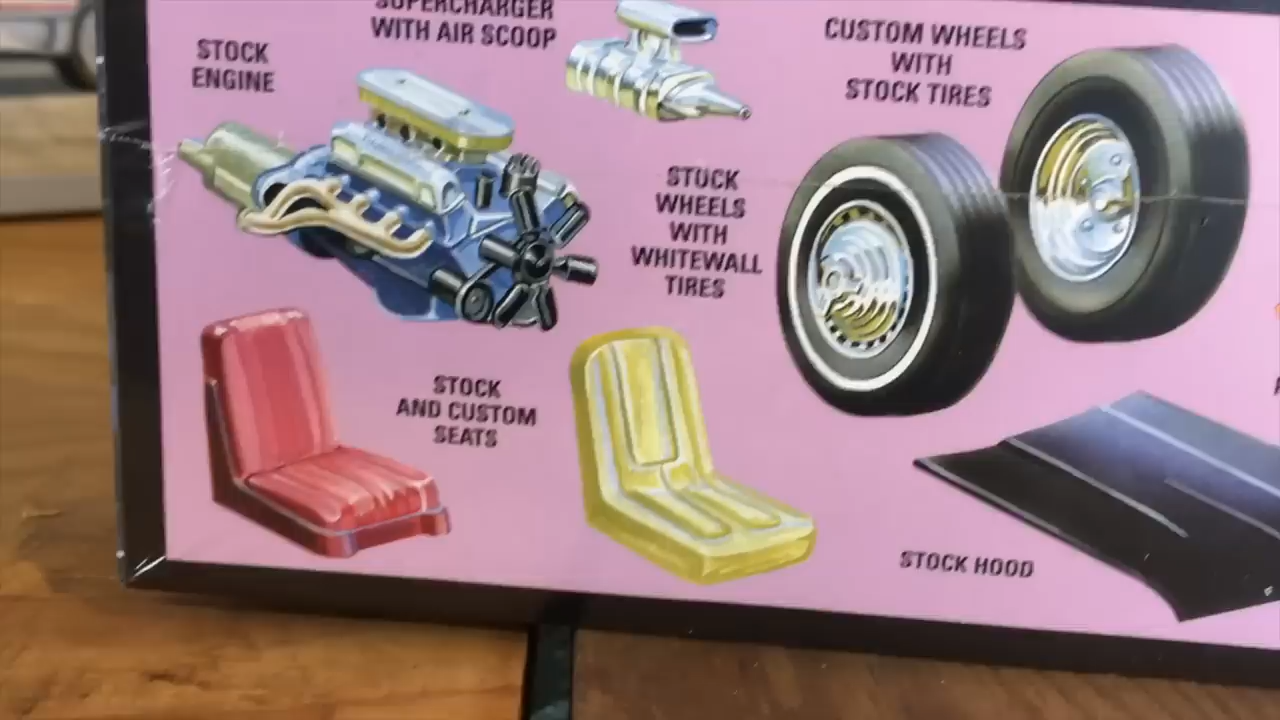 SUPERCHARGER
WITH AIR SCOOP
STOCK
ENGINE
CUSTOM WHEELS
WITH
STOCK TIRES
STOCK
WHEELS
WITH
WHITEWALL
TIRES
STOCK
AND CUSTOM
SEATS
STOCK HOOD